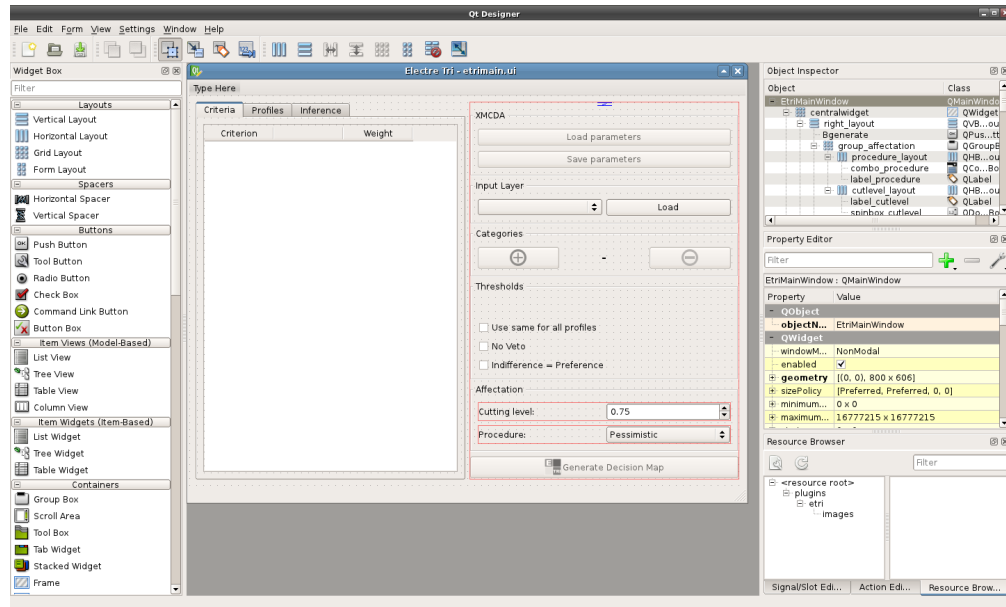 Qt Designer
File Edit Form View Settings Window Help
Widget Box
Filter
Layouts
Vertical Layout
Horizontal Layout
Grid Layout
Form Layout
Spacers
Horizontal Spacer
Vertical Spacer
Buttons
OK Push Button
Tool Button
Radio Button
Check Box
Command Link Button
Button Box
Item Views (Model-Based)
List View
Tree View
Table View
Column View
Item Widgets (Item-Based)
List Widget
Tree Widget
Table Widget
Containers
Group Box
Scroll Area
Tool Box
Tab Widget
Stacked Widget
Frame
Electre Tri - etrimain.ui
Type Here
Criteria Profiles Inference
Criterion Weight
XMCDA
Load parameters
Save parameters
Input Layer
Load
Categories
-
Thresholds
Use same for all profiles
No Veto
Indifference = Preference
Affectation
Cutting level: 0.75
Procedure: Pessimistic
Generate Decision Map
Object Inspector
Object Class
EtriMainWindow QMainWindo
centralwidget QWidget
right_layout QVB...ou
Bgenerate QPus...tt
group_affectation QGroupB
procedure_layout QHB...ou
combo_procedure QCo...Bo
label_procedure QLabel
cutlevel_layout QHB...ou
label_cutlevel QLabel
spinbox_cutlevel QDo...Bo
Property Editor
Filter
EtriMainWindow : QMainWindow
Property Value
QObject
objectN... EtriMainWindow
QWidget
windowM... NonModal
enabled
geometry [(0, 0), 800 x 606]
sizePolicy [Preferred, Preferred, 0, 0]
minimum... 0 x 0
maximum... 16777215 x 16777215
Resource Browser
Filter
<resource root>
plugins
etri
images
Signal/Slot Edi... Action Edi... Resource Brow...